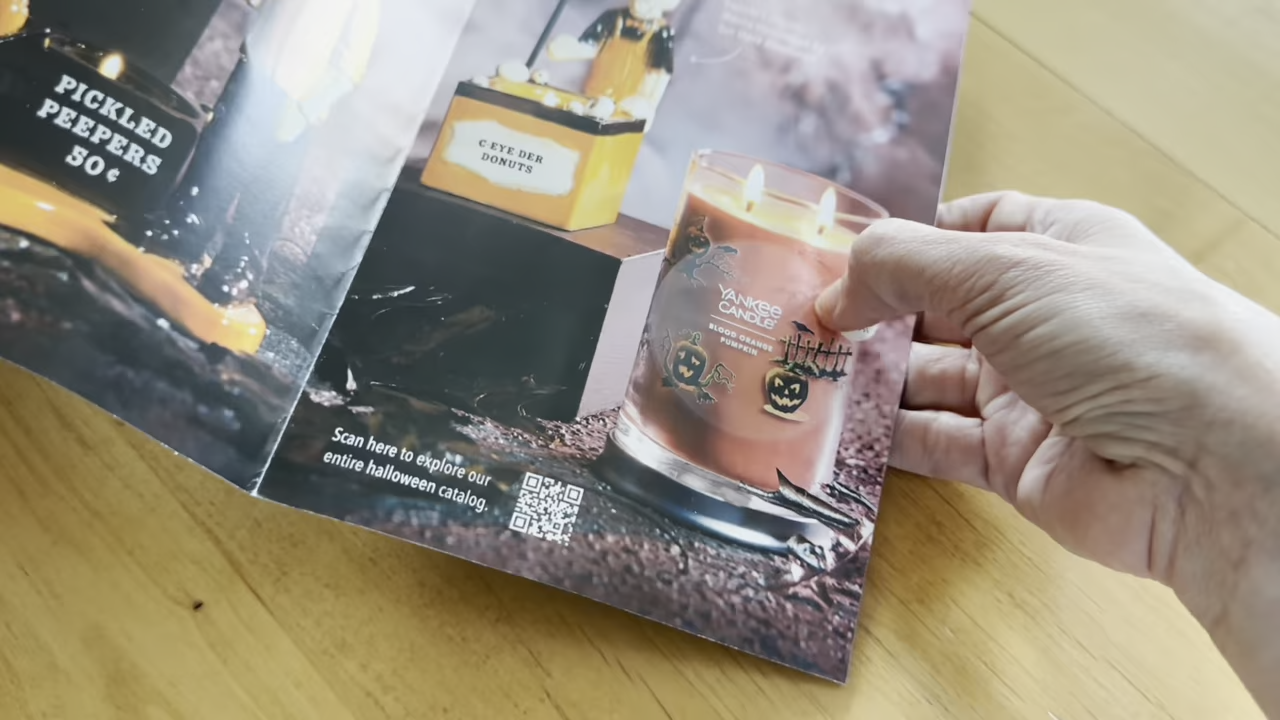 PICKLED
PEEPERS
50¢
C·EYE·DER
DONUTS
YANKEE
CANDLE®
BLOOD ORANGE
PUMPKIN
Scan here to explore our
entire halloween catalog.